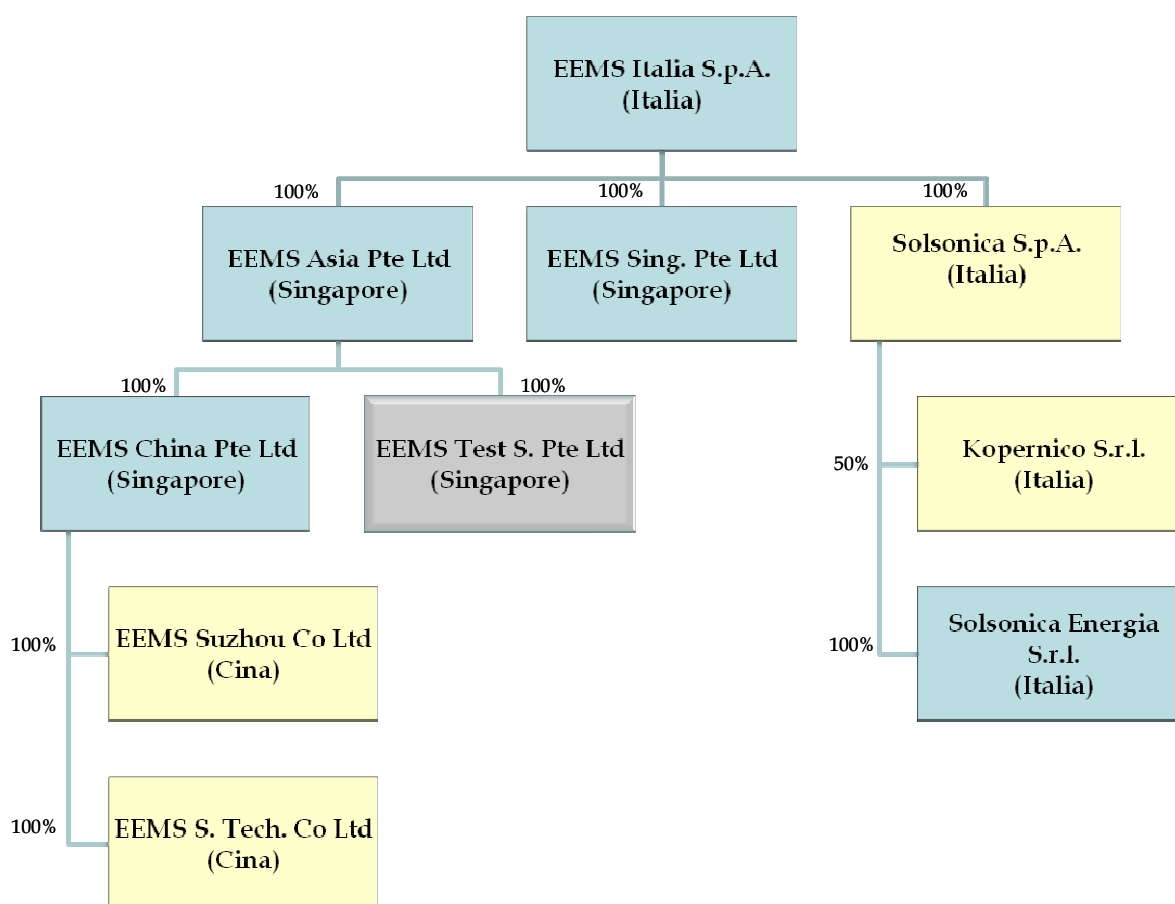 EEMS Italia S.p.A.
(Italia)
100%
100%
100%
EEMS Asia Pte Ltd
(Singapore)
EEMS Sing. Pte Ltd
(Singapore)
Solsonica S.p.A.
(Italia)
100%
100%
EEMS China Pte Ltd
(Singapore)
EEMS Test S. Pte Ltd
(Singapore)
50%
Kopernico S.r.l.
(Italia)
100%
EEMS Suzhou Co Ltd
(Cina)
100%
Solsonica Energia
S.r.l.
(Italia)
100%
EEMS S. Tech. Co Ltd
(Cina)